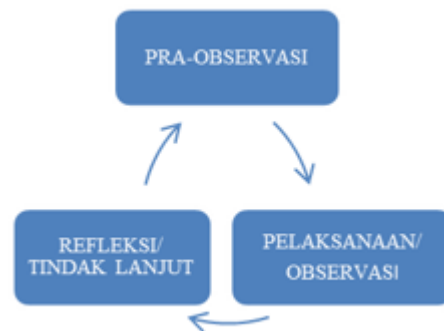 PRA-OBSERVASI
REFLEKSI/
TINDAK LANJUT
PELAKSANAAN/
OBSERVASI